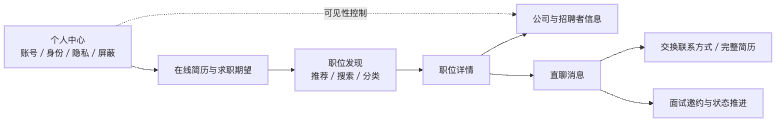 个人中心
账号 / 身份 / 隐私 / 屏蔽
可见性控制
在线简历与求职期望
职位发现
推荐 / 搜索 / 分类
职位详情
公司与招聘者信息
直聊消息
交换联系方式 / 完整简历
面试邀约与状态推进